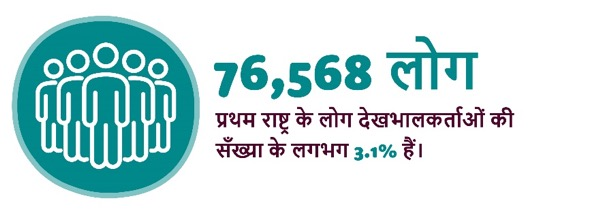 76,568 लोग
प्रथम राष्ट्र के लोग देखभालकर्ताओं की
सँख्या के लगभग 3.1% हैं।